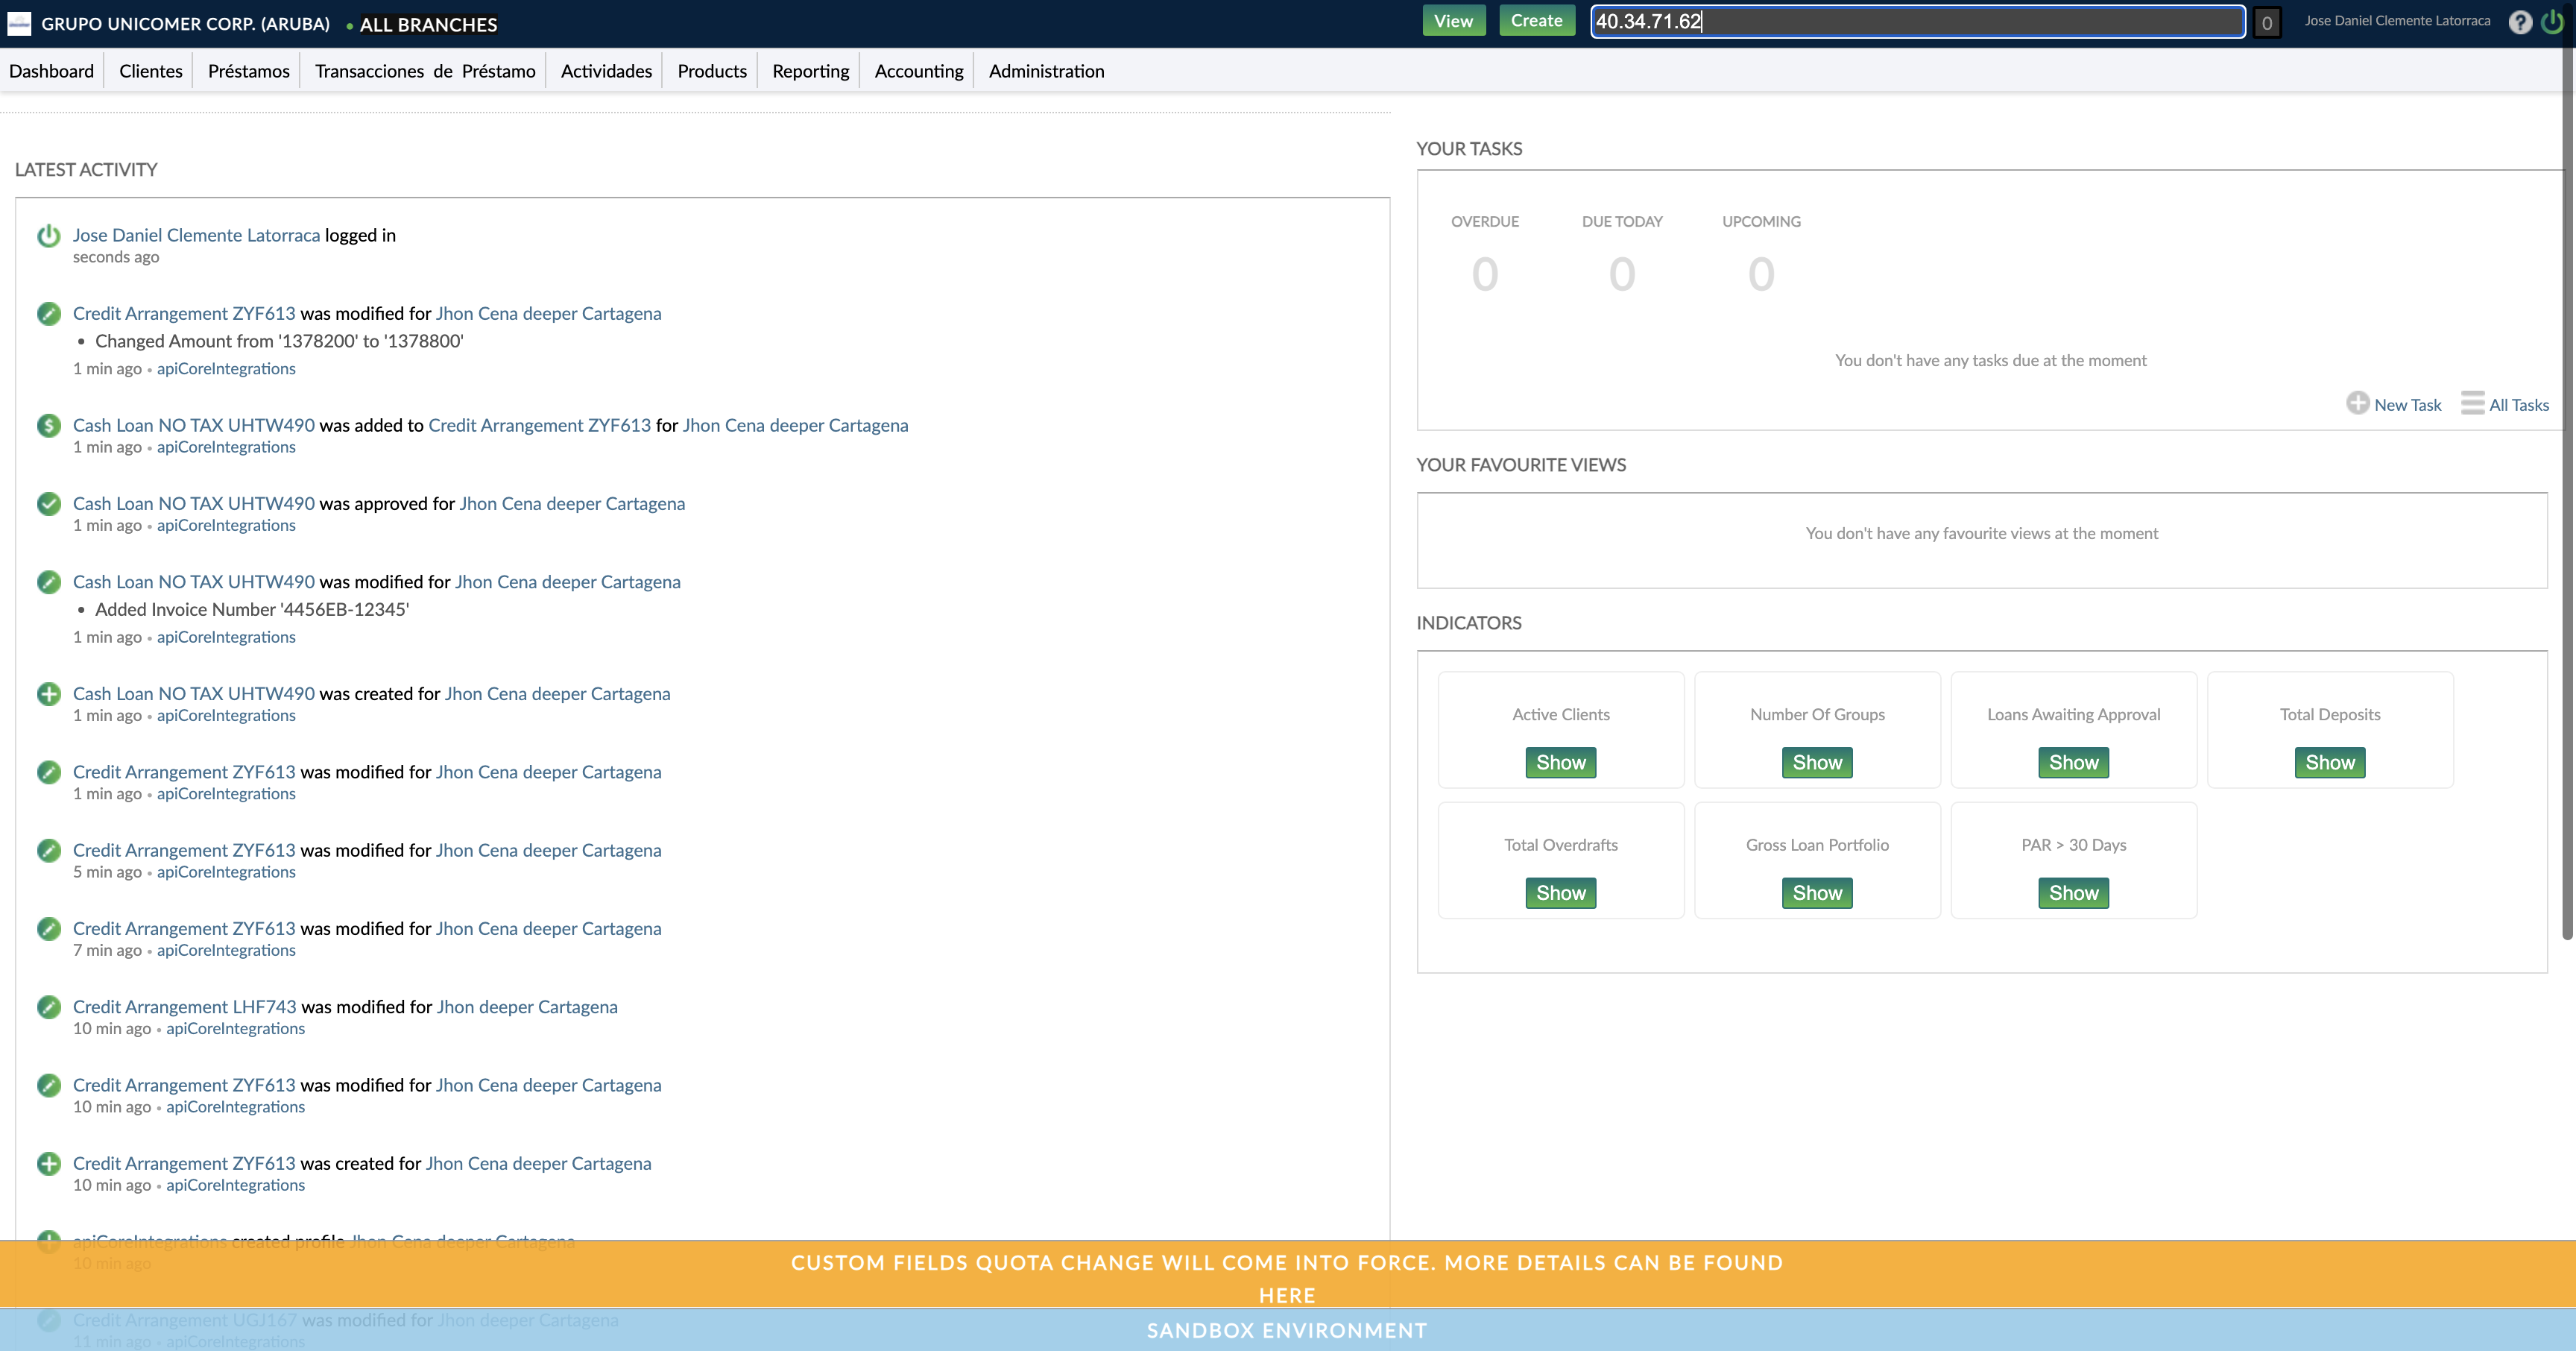 GRUPO UNICOMER CORP. (ARUBA) • ALL BRANCHES
View Create 40.34.71.62 0 Jose Daniel Clemente Latorraca ?
Dashboard Clientes Préstamos Transacciones de Préstamo Actividades Products Reporting Accounting Administration
LATEST ACTIVITY
Jose Daniel Clemente Latorraca logged in
seconds ago
Credit Arrangement ZYF613 was modified for Jhon Cena deeper Cartagena
• Changed Amount from '1378200' to '1378800'
1 min ago • apiCoreIntegrations
Cash Loan NO TAX UHTW490 was added to Credit Arrangement ZYF613 for Jhon Cena deeper Cartagena
1 min ago • apiCoreIntegrations
Cash Loan NO TAX UHTW490 was approved for Jhon Cena deeper Cartagena
1 min ago • apiCoreIntegrations
Cash Loan NO TAX UHTW490 was modified for Jhon Cena deeper Cartagena
• Added Invoice Number '4456EB-12345'
1 min ago • apiCoreIntegrations
Cash Loan NO TAX UHTW490 was created for Jhon Cena deeper Cartagena
1 min ago • apiCoreIntegrations
Credit Arrangement ZYF613 was modified for Jhon Cena deeper Cartagena
1 min ago • apiCoreIntegrations
Credit Arrangement ZYF613 was modified for Jhon Cena deeper Cartagena
5 min ago • apiCoreIntegrations
Credit Arrangement ZYF613 was modified for Jhon Cena deeper Cartagena
7 min ago • apiCoreIntegrations
Credit Arrangement LHF743 was modified for Jhon deeper Cartagena
10 min ago • apiCoreIntegrations
Credit Arrangement ZYF613 was modified for Jhon Cena deeper Cartagena
10 min ago • apiCoreIntegrations
Credit Arrangement ZYF613 was created for Jhon Cena deeper Cartagena
10 min ago • apiCoreIntegrations
apiCoreIntegrations created profile Jhon Cena deeper Cartagena
10 min ago
Credit Arrangement UGJ167 was modified for Jhon deeper Cartagena
11 min ago • apiCoreIntegrations
YOUR TASKS
OVERDUE DUE TODAY UPCOMING
0 0 0
You don't have any tasks due at the moment
New Task All Tasks
YOUR FAVOURITE VIEWS
You don't have any favourite views at the moment
INDICATORS
Active Clients Number Of Groups Loans Awaiting Approval Total Deposits
Show Show Show Show
Total Overdrafts Gross Loan Portfolio PAR > 30 Days
Show Show Show
CUSTOM FIELDS QUOTA CHANGE WILL COME INTO FORCE. MORE DETAILS CAN BE FOUND
HERE
SANDBOX ENVIRONMENT